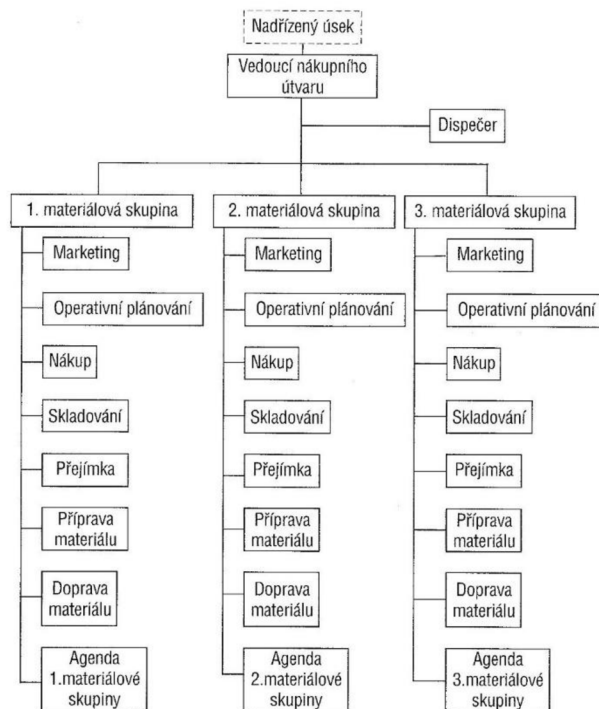 Nadřízený úsek
Vedoucí nákupního
útvaru
Dispečer
1. materiálová skupina
Marketing
Operativní plánování
Nákup
Skladování
Přejímka
Příprava
materiálu
Doprava
materiálu
Agenda
1.materiálové
skupiny
2. materiálová skupina
Marketing
Operativní plánování
Nákup
Skladování
Přejímka
Příprava
materiálu
Doprava
materiálu
Agenda
2.materiálové
skupiny
3. materiálová skupina
Marketing
Operativní plánování
Nákup
Skladování
Přejímka
Příprava
materiálu
Doprava
materiálu
Agenda
3.materiálové
skupiny